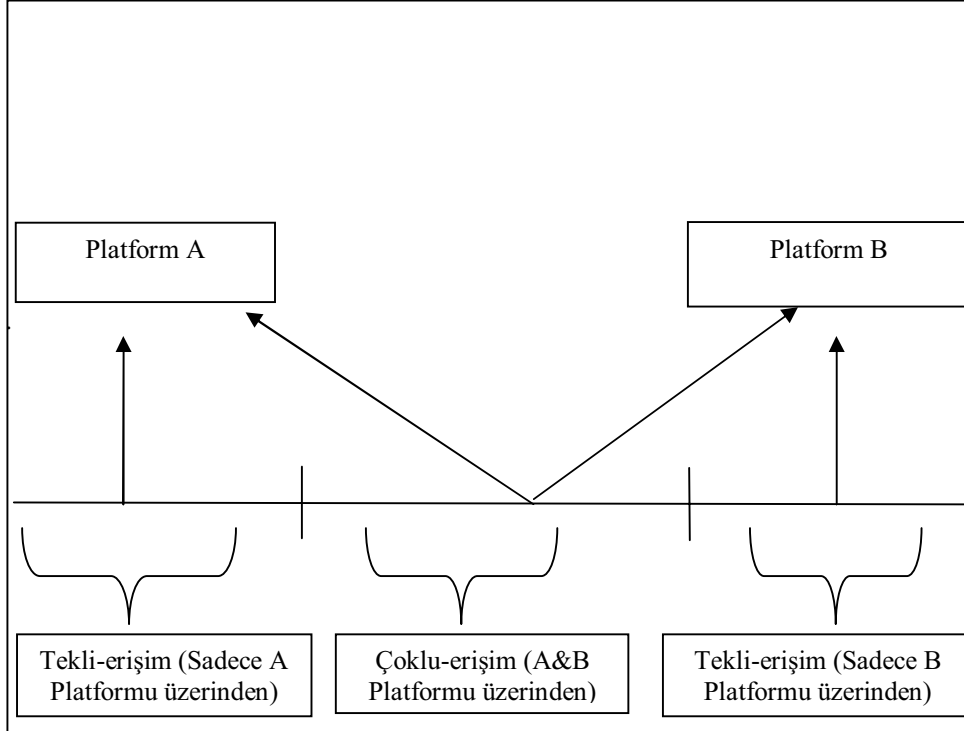 Platform A
Platform B
Tekli-erişim (Sadece A
Platformu üzerinden)
Çoklu-erişim (A&B
Platformu üzerinden)
Tekli-erişim (Sadece B
Platformu üzerinden)